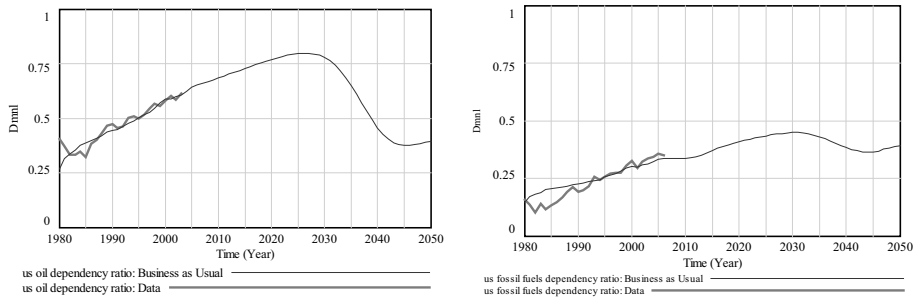 1
0.75
0.5
0.25
0
Dmnl
1980 1990 2000 2010 2020 2030 2040 2050
Time (Year)
us oil dependency ratio: Business as Usual
us oil dependency ratio: Data
1
0.75
0.5
0.25
0
Dmnl
1980 1990 2000 2010 2020 2030 2040 2050
Time (Year)
us fossil fuels dependency ratio: Business as Usual
us fossil fuels dependency ratio: Data